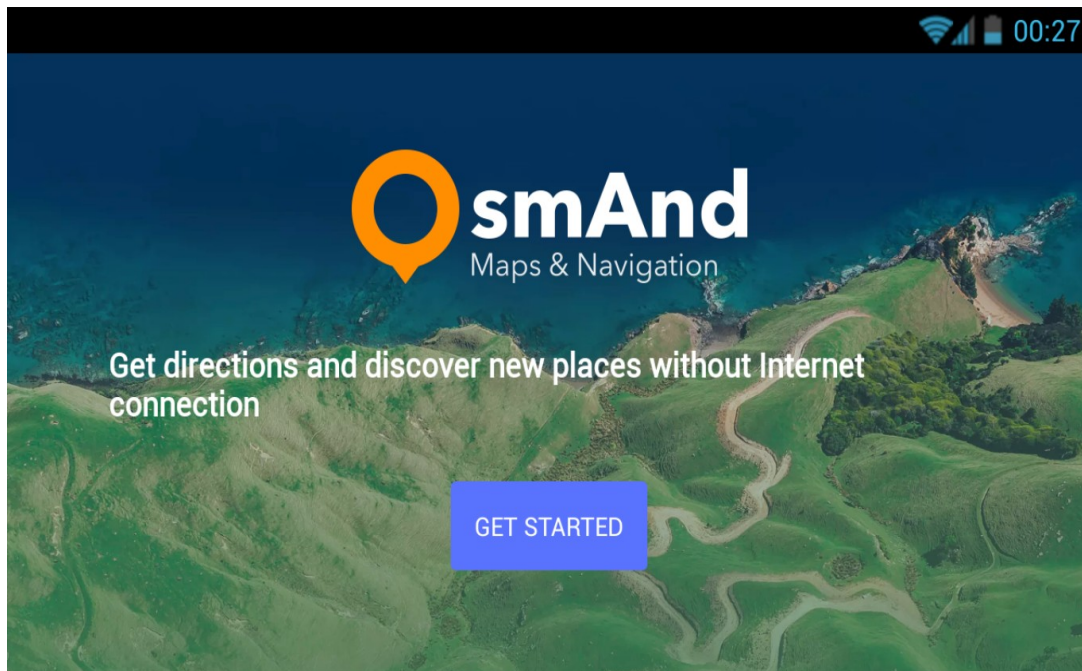 00:27
OsmAnd
Maps & Navigation
Get directions and discover new places without Internet
connection
GET STARTED